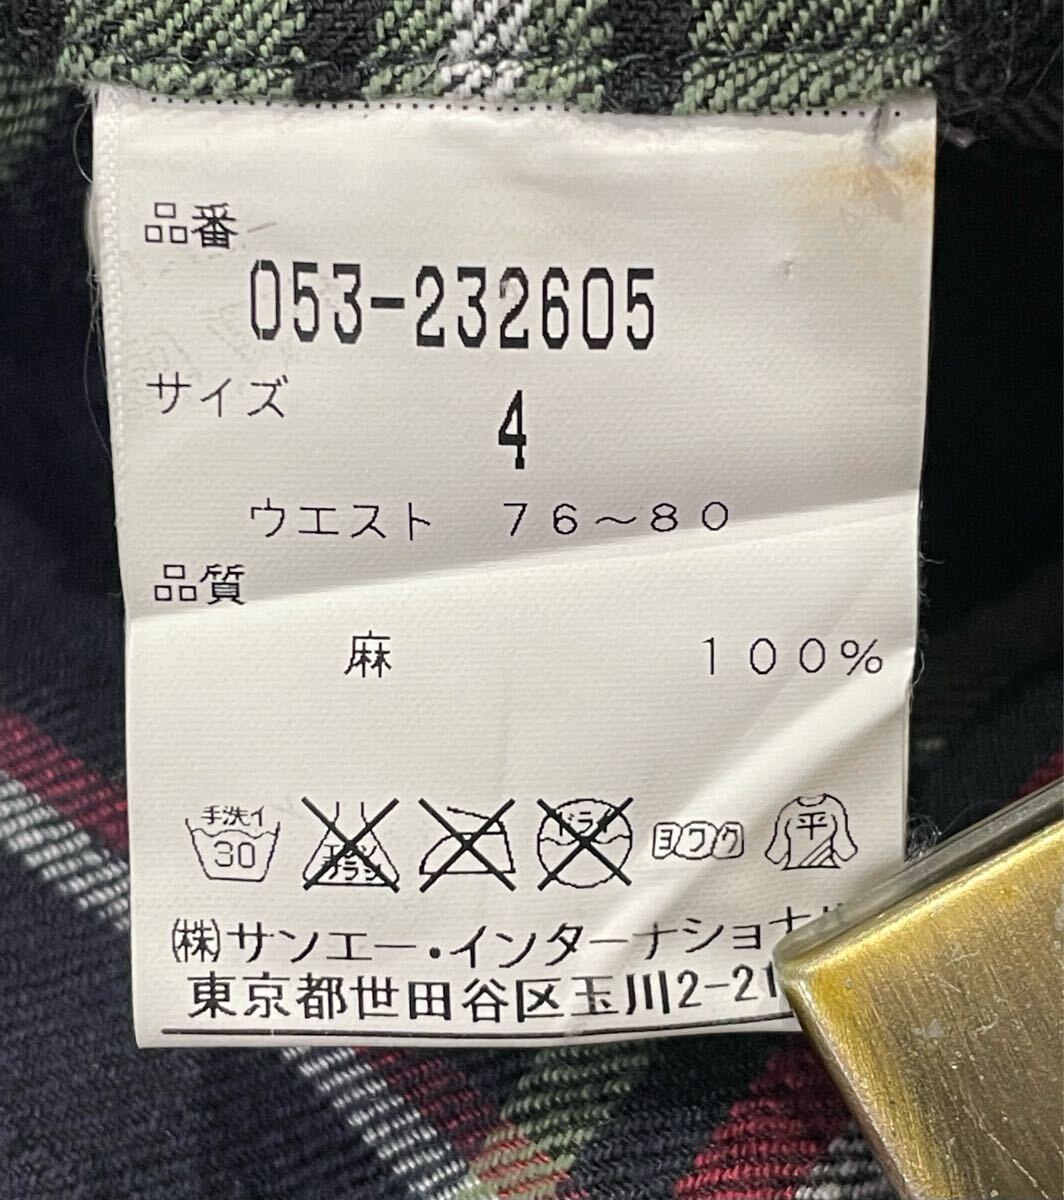 品番
053-232605
サイズ
4
ウエスト 76～80
品質
麻 100%
手洗イ 30 エンソ サラシ ドライ ヨワク 平
㈱サンエー・インターナショナ
東京都世田谷区玉川2-21